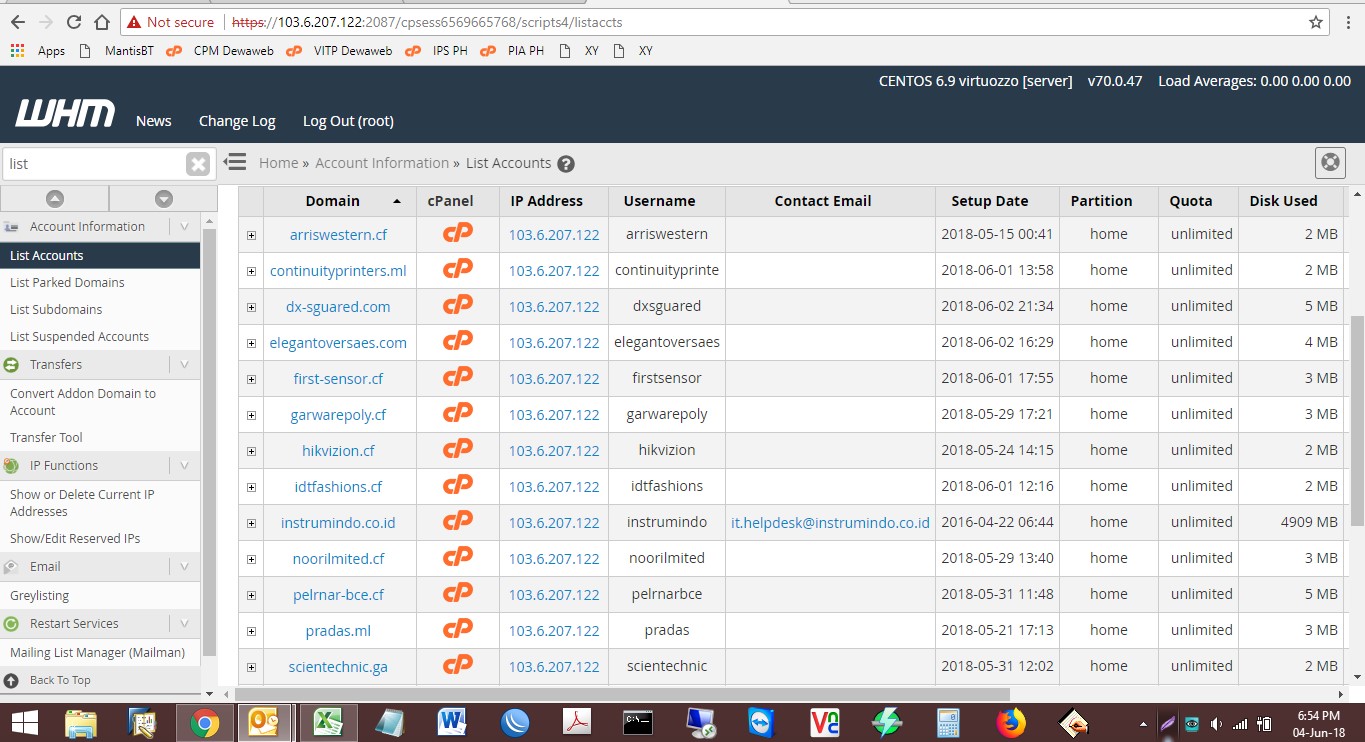 Not secure https://103.6.207.122:2087/cpsess6569665768/scripts4/listaccts
Apps MantisBT CPM Dewaweb VITP Dewaweb IPS PH PIA PH XY XY
CENTOS 6.9 virtuozzo [server] v70.0.47 Load Averages: 0.00 0.00 0.00
WHM News Change Log Log Out (root)
list Home » Account Information » List Accounts
Domain cPanel IP Address Username Contact Email Setup Date Partition Quota Disk Used
arriswestern.cf cP 103.6.207.122 arriswestern 2018-05-15 00:41 home unlimited 2 MB
continuityprinters.ml cP 103.6.207.122 continuityprinte 2018-06-01 13:58 home unlimited 2 MB
dx-sguared.com cP 103.6.207.122 dxsguared 2018-06-02 21:34 home unlimited 5 MB
elegantoversaes.com cP 103.6.207.122 elegantoversaes 2018-06-02 16:29 home unlimited 4 MB
first-sensor.cf cP 103.6.207.122 firstsensor 2018-06-01 17:55 home unlimited 3 MB
garwarepoly.cf cP 103.6.207.122 garwarepoly 2018-05-29 17:21 home unlimited 3 MB
hikvizion.cf cP 103.6.207.122 hikvizion 2018-05-24 14:15 home unlimited 2 MB
idtfashions.cf cP 103.6.207.122 idtfashions 2018-06-01 12:16 home unlimited 2 MB
instrumindo.co.id cP 103.6.207.122 instrumindo it.helpdesk@instrumindo.co.id 2016-04-22 06:44 home unlimited 4909 MB
noorilmited.cf cP 103.6.207.122 noorilmited 2018-05-29 13:40 home unlimited 3 MB
pelrnar-bce.cf cP 103.6.207.122 pelrnarbce 2018-05-31 11:48 home unlimited 5 MB
pradas.ml cP 103.6.207.122 pradas 2018-05-21 17:13 home unlimited 3 MB
scientechnic.ga cP 103.6.207.122 scientechnic 2018-05-31 12:02 home unlimited 2 MB
Account Information
List Accounts
List Parked Domains
List Subdomains
List Suspended Accounts
Transfers
Convert Addon Domain to
Account
Transfer Tool
IP Functions
Show or Delete Current IP
Addresses
Show/Edit Reserved IPs
Email
Greylisting
Restart Services
Mailing List Manager (Mailman)
Back To Top
6:54 PM
04-Jun-18